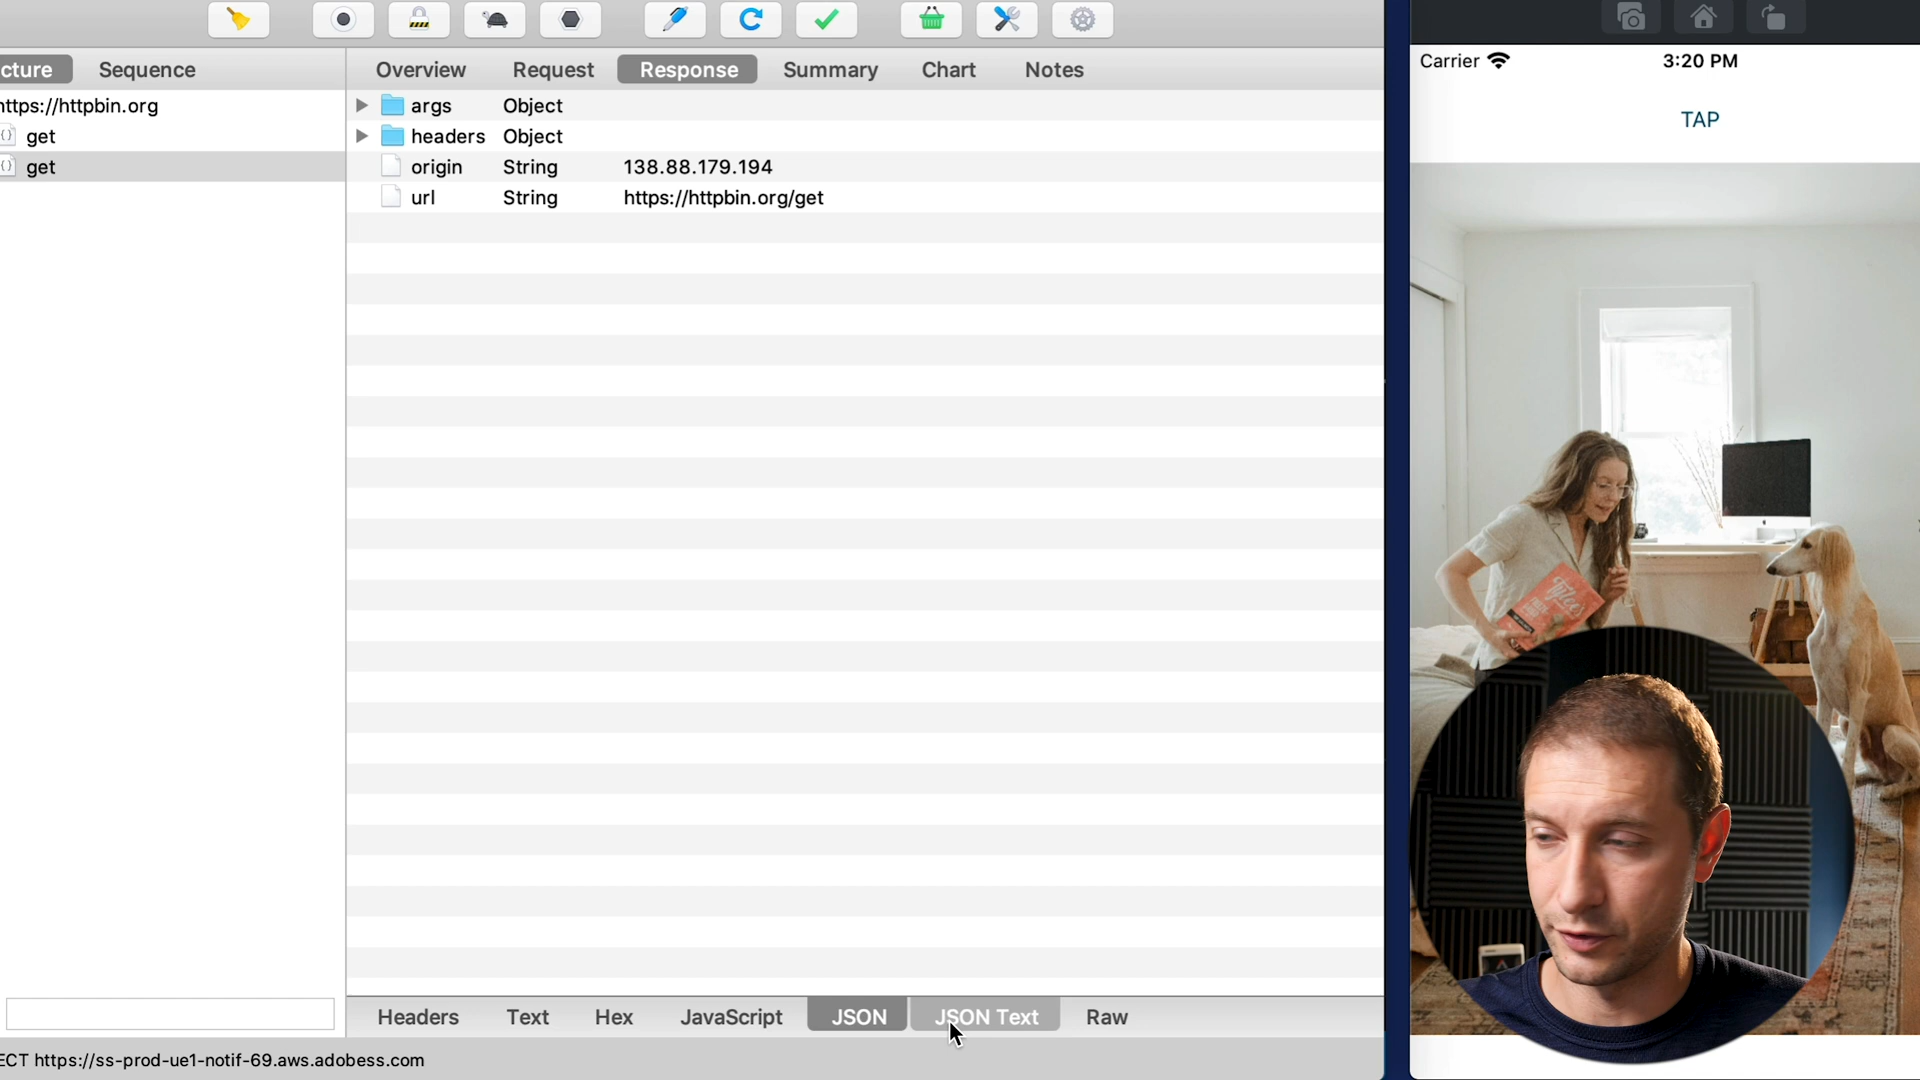 cture Sequence
Overview Request Response Summary Chart Notes
https://httpbin.org
get
get
args Object
headers Object
origin String 138.88.179.194
url String https://httpbin.org/get
Headers Text Hex JavaScript JSON JSON Text Raw
ECT https://ss-prod-ue1-notif-69.aws.adobess.com
Carrier 3:20 PM
TAP